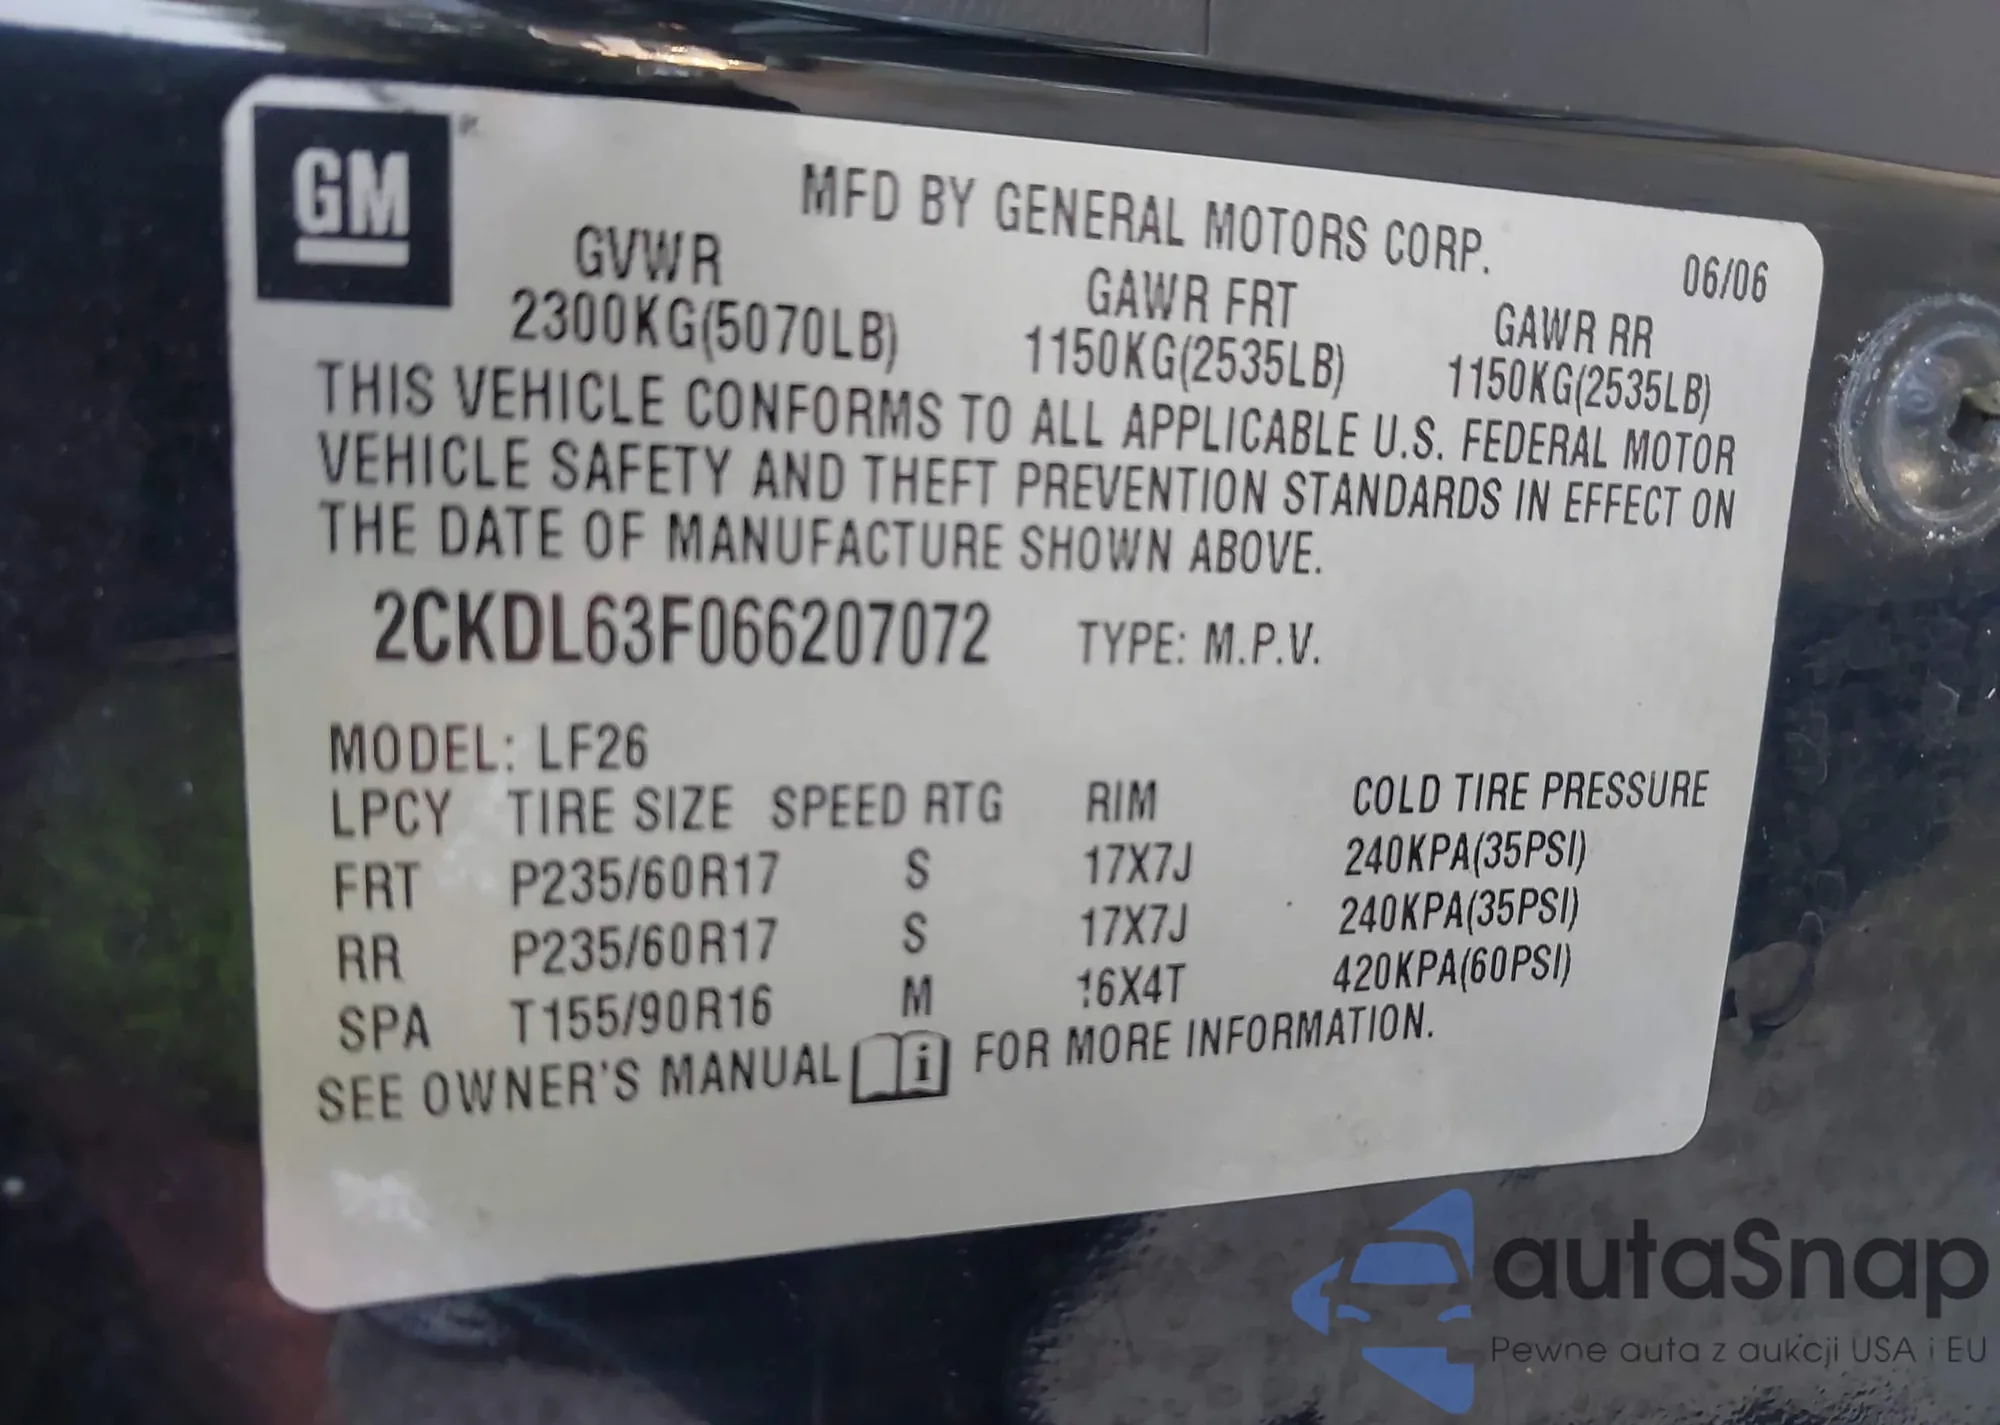 GM
MFD BY GENERAL MOTORS CORP.
06/06
GVWR GAWR FRT GAWR RR
2300KG(5070LB) 1150KG(2535LB) 1150KG(2535LB)
THIS VEHICLE CONFORMS TO ALL APPLICABLE U.S. FEDERAL MOTOR
VEHICLE SAFETY AND THEFT PREVENTION STANDARDS IN EFFECT ON
THE DATE OF MANUFACTURE SHOWN ABOVE.
2CKDL63F066207072 TYPE: M.P.V.
MODEL: LF26
LPCY TIRE SIZE SPEED RTG RIM COLD TIRE PRESSURE
FRT P235/60R17 S 17X7J 240KPA(35PSI)
RR P235/60R17 S 17X7J 240KPA(35PSI)
SPA T155/90R16 M 16X4T 420KPA(60PSI)
SEE OWNER'S MANUAL i FOR MORE INFORMATION.
autaSnap
Pewne auta z aukcji USA i EU